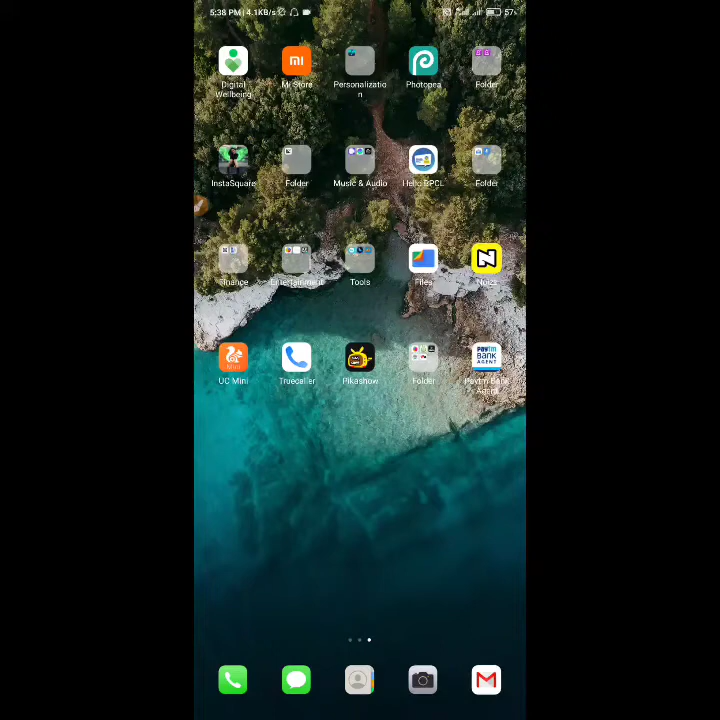 5:38 PM | 4.1KB/s
57
Digital Wellbeing
Mi Store
Personalization
Photopea
Folder
InstaSquare
Folder
Music & Audio
Hello BPCL
Folder
Finance
Entertainment
Tools
Files
Noizz
UC Mini
Truecaller
Pikashow
Folder
Paytm Bank Agent